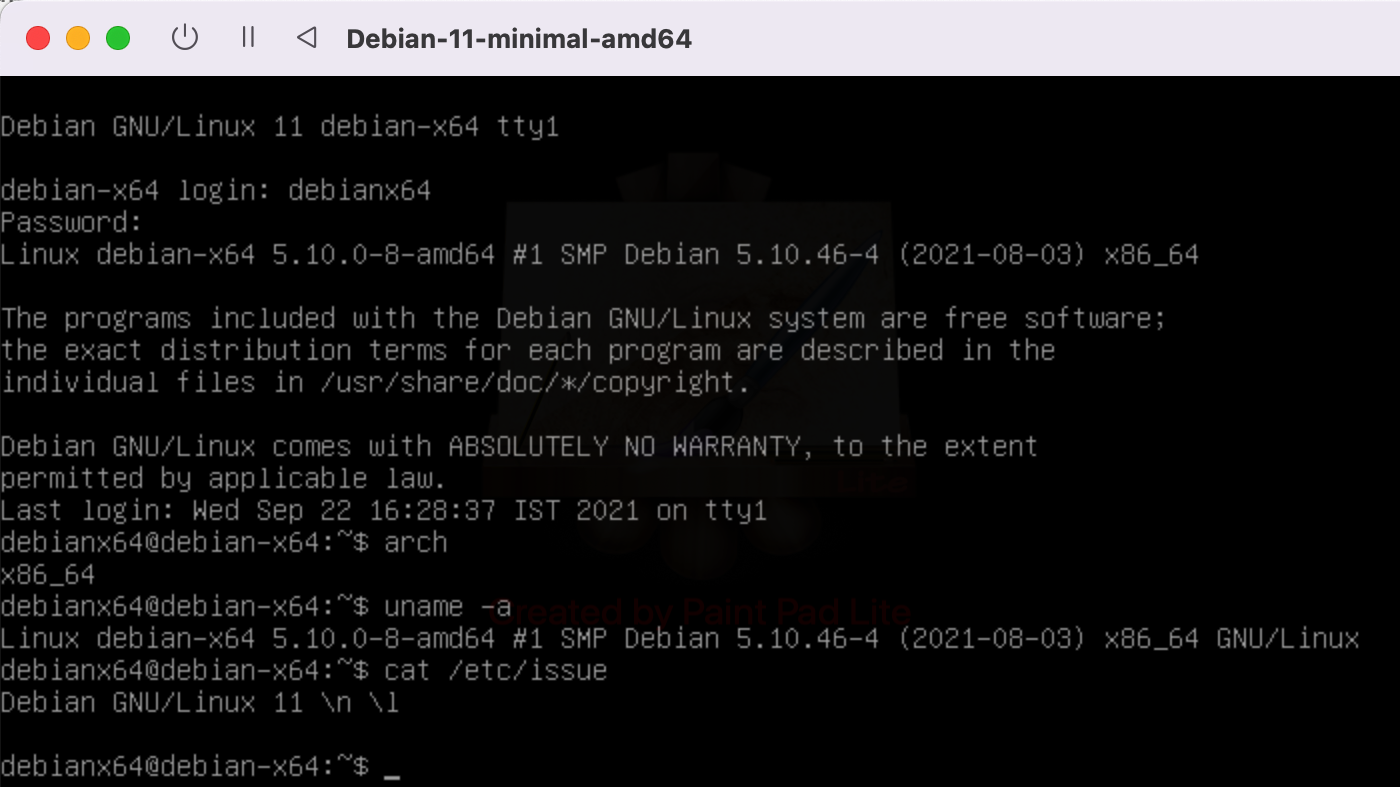 Debian-11-minimal-amd64
Debian GNU/Linux 11 debian-x64 tty1
debian-x64 login: debianx64
Password:
Linux debian-x64 5.10.0-8-amd64 #1 SMP Debian 5.10.46-4 (2021-08-03) x86_64
The programs included with the Debian GNU/Linux system are free software;
the exact distribution terms for each program are described in the
individual files in /usr/share/doc/*/copyright.
Debian GNU/Linux comes with ABSOLUTELY NO WARRANTY, to the extent
permitted by applicable law.
Lite
Last login: Wed Sep 22 16:28:37 IST 2021 on tty1
debianx64@debian-x64:~$ arch
x86_64
debianx64@debian-x64:~$ uname -a
Created by Paint Pad Lite
Linux debian-x64 5.10.0-8-amd64 #1 SMP Debian 5.10.46-4 (2021-08-03) x86_64 GNU/Linux
debianx64@debian-x64:~$ cat /etc/issue
Debian GNU/Linux 11 \n \l
debianx64@debian-x64:~$ _